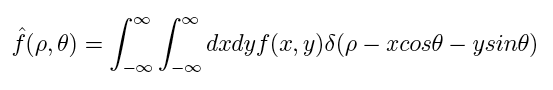 f̂(ρ, θ) = ∫_{-∞}^{∞} ∫_{-∞}^{∞} dxdyf(x, y)δ(ρ − xcosθ − ysinθ)